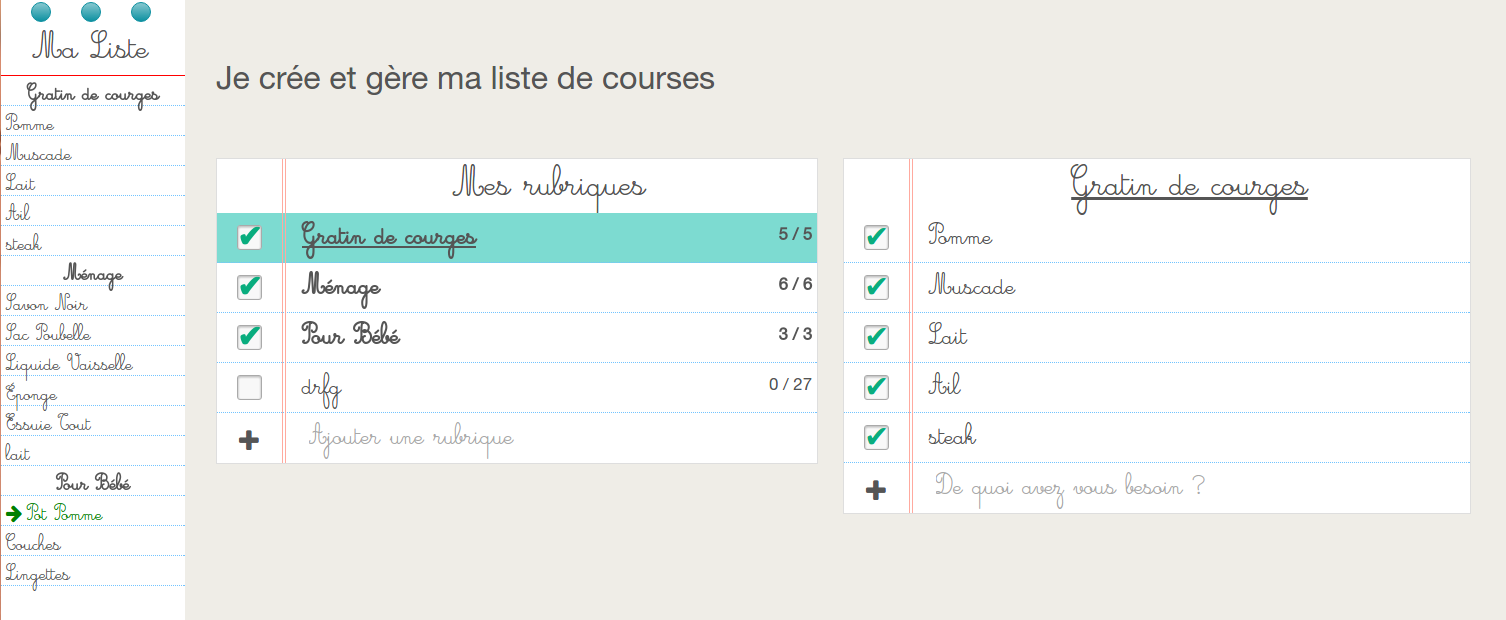 Ma Liste
Gratin de courges
Pomme
Muscade
Lait
Ail
steak
Ménage
Savon Noir
Sac Poubelle
Liquide Vaisselle
Éponge
Essuie Tout
lait
Pour Bébé
Pot Pomme
Couches
Lingettes
Je crée et gère ma liste de courses
Mes rubriques
Gratin de courges 5 / 5
Ménage 6 / 6
Pour Bébé 3 / 3
drfg 0 / 27
Ajouter une rubrique
Gratin de courges
Pomme
Muscade
Lait
Ail
steak
De quoi avez vous besoin ?